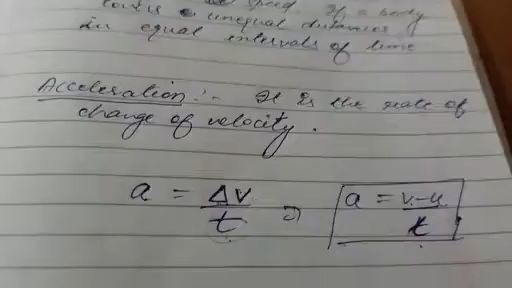 speed If a body
covers unequal distances
in equal intervals of time
Acceleration :- It is the rate of
change of velocity.
a = ΔV / t ⇒ a = v-u / t